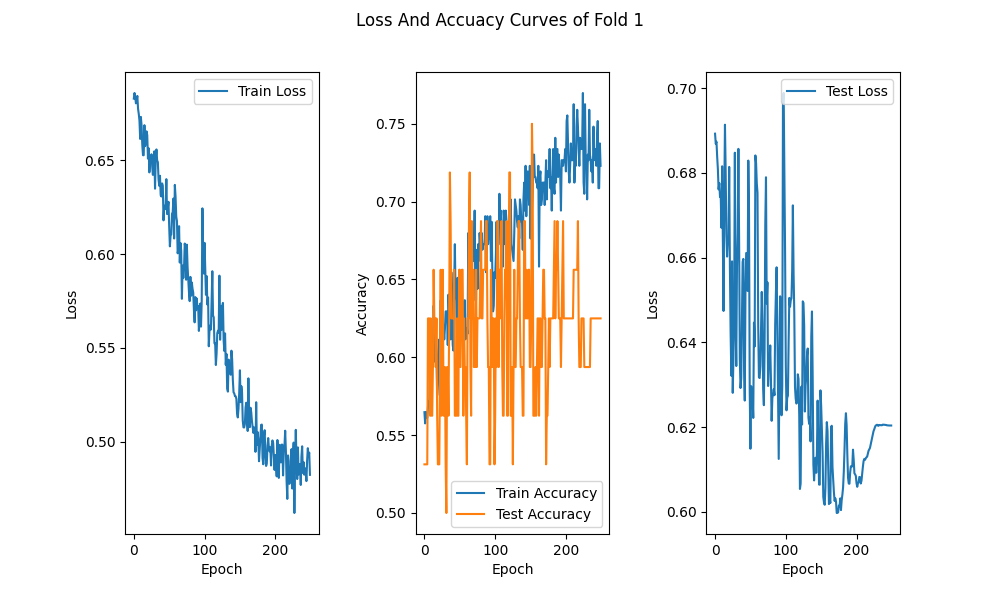 Loss And Accuacy Curves of Fold 1
Train Loss
0.65
0.60
0.55
0.50
Loss
0 100 200
Epoch
0.75
0.70
0.65
0.60
0.55
0.50
Accuracy
Train Accuracy
Test Accuracy
0 100 200
Epoch
Test Loss
0.70
0.68
0.66
0.64
0.62
0.60
Loss
0 100 200
Epoch